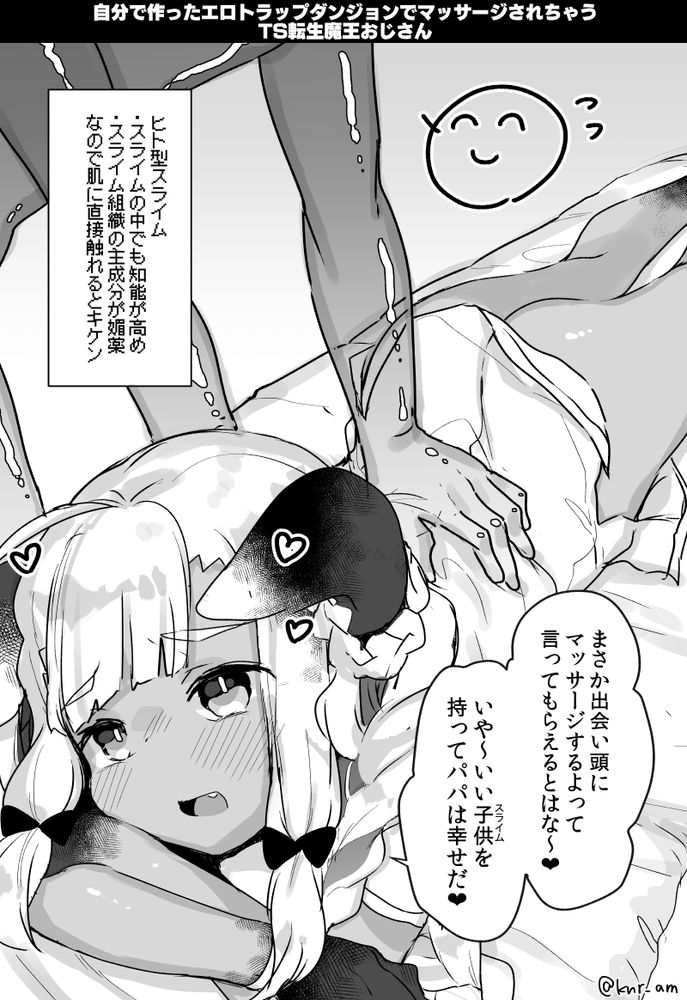 自分で作ったエロトラップダンジョンでマッサージされちゃう
TS転生魔王おじさん
ヒト型スライム
・スライムの中でも知能が高め
・スライム組織の主成分が媚薬
なので肌に直接触れるとキケン
まさか出会い頭に
マッサージするよって
言ってもらえるとはな〜♥
いや〜いい子供を
スライム
持ってパパは幸せだ♥
@knr_am